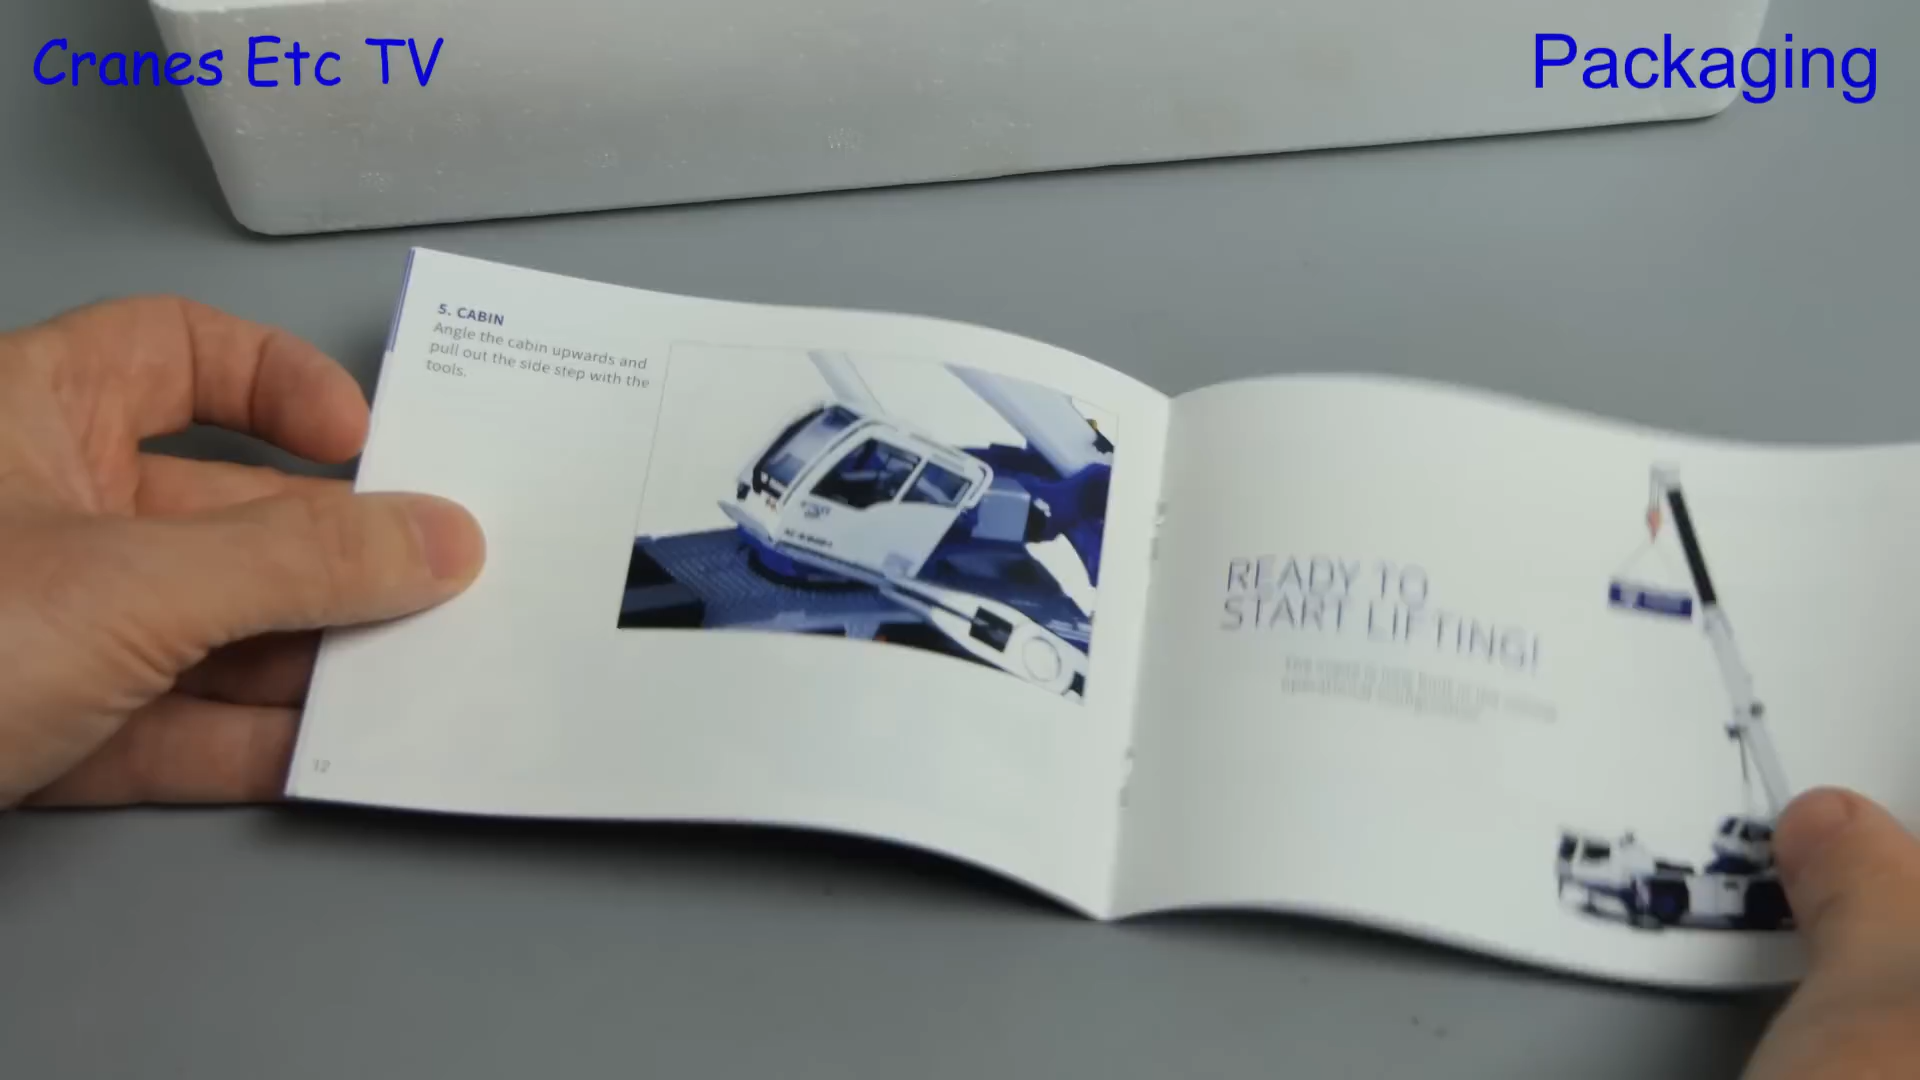 Cranes Etc TV
Packaging
5. CABIN
Angle the cabin upwards and
pull out the side step with the
tools.
12
READY TO
START LIFTING!